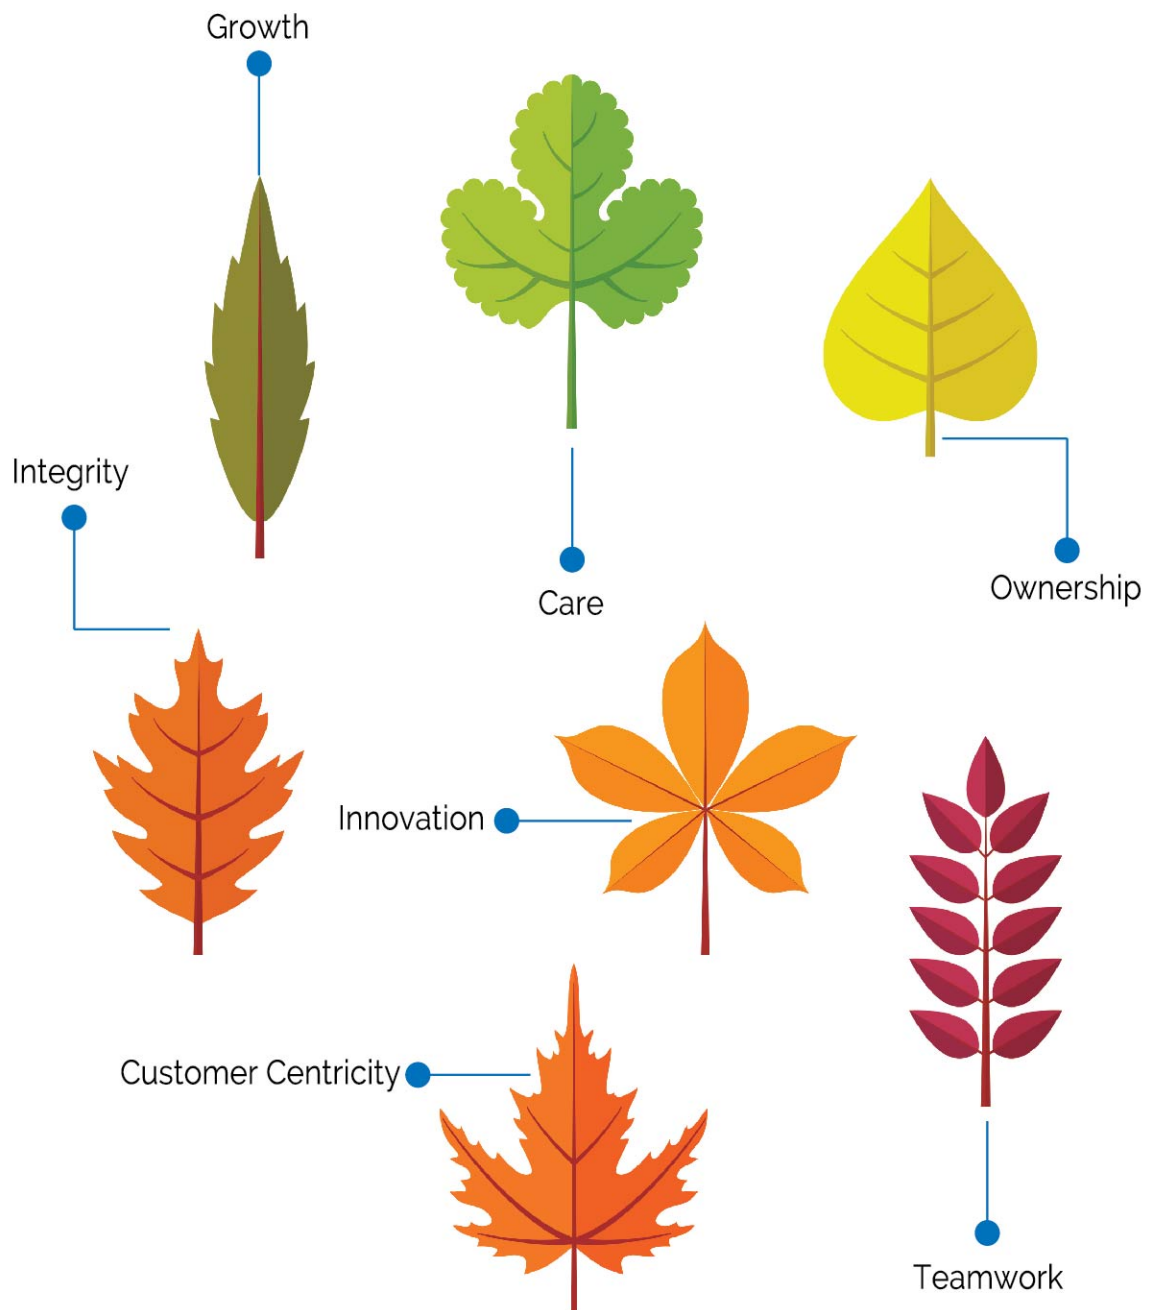 Growth
Integrity
Care
Ownership
Innovation
Customer Centricity
Teamwork